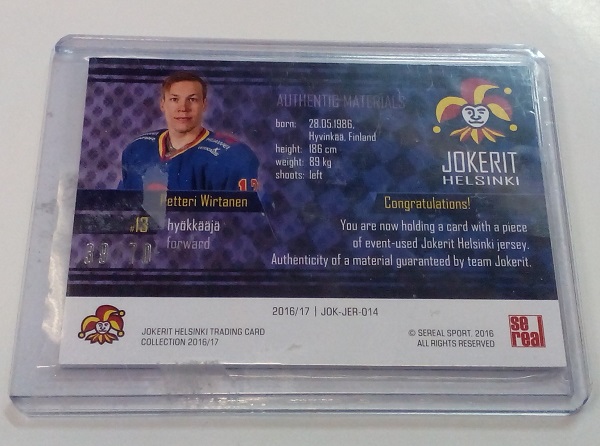 AUTHENTIC MATERIALS
born: 28.05.1986,
Hyvinkää, Finland
height: 186 cm
weight: 89 kg
shoots: left
JOKERIT
HELSINKI
Petteri Wirtanen
#13 hyökkääjä
forward
Congratulations!
You are now holding a card with a piece
of event-used Jokerit Helsinki jersey.
Authenticity of a material guaranteed by team Jokerit.
2016/17 | JOK-JER-014
JOKERIT HELSINKI TRADING CARD
COLLECTION 2016/17
© SEREAL SPORT, 2016
ALL RIGHTS RESERVED
se
real